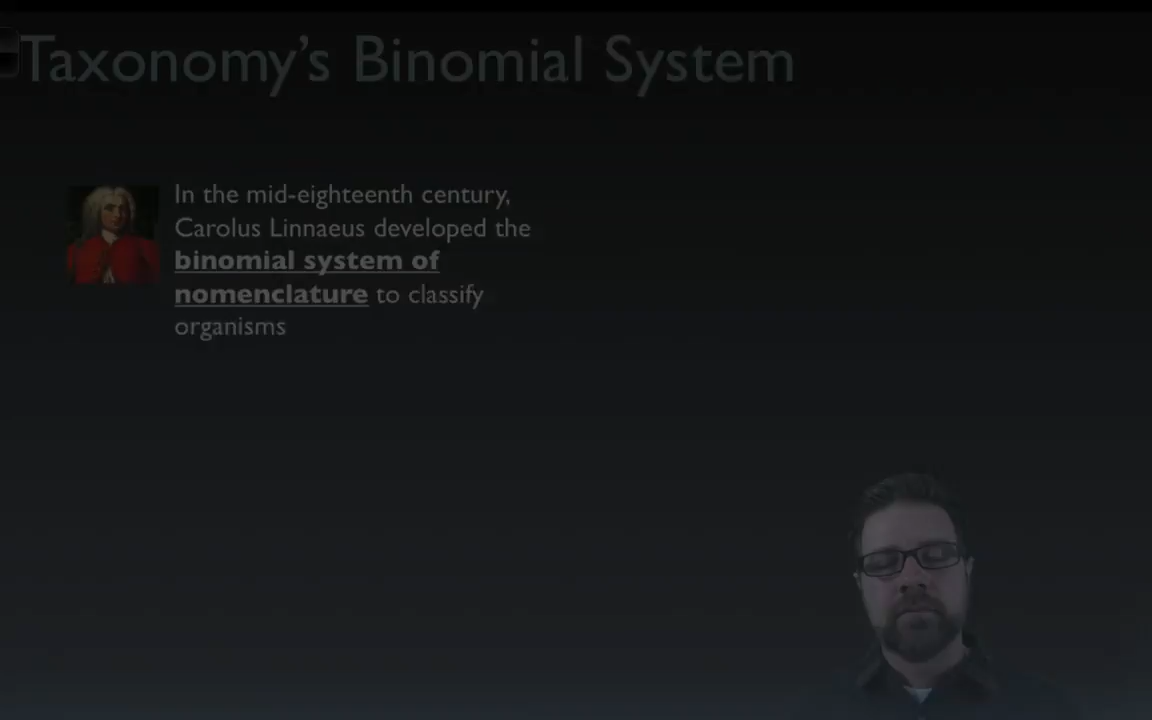 Taxonomy’s Binomial System
In the mid-eighteenth century,
Carolus Linnaeus developed the
binomial system of
nomenclature to classify
organisms